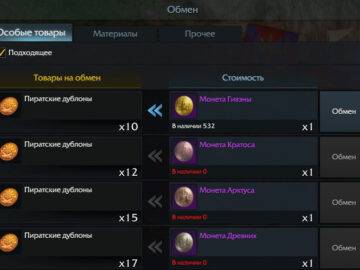 Обмен
Особые товары
Материалы
Прочее
Подходящее
Товары на обмен
Стоимость
Пиратские дублоны
x10
Монета Гиэны
В наличии 532
x1
Обмен
Пиратские дублоны
x12
Монета Кратоса
В наличии 0
x1
Обмен
Пиратские дублоны
x15
Монета Арктуса
В наличии 0
x1
Обмен
Пиратские дублоны
x17
Монета Древних
В наличии 0
x1
Обмен